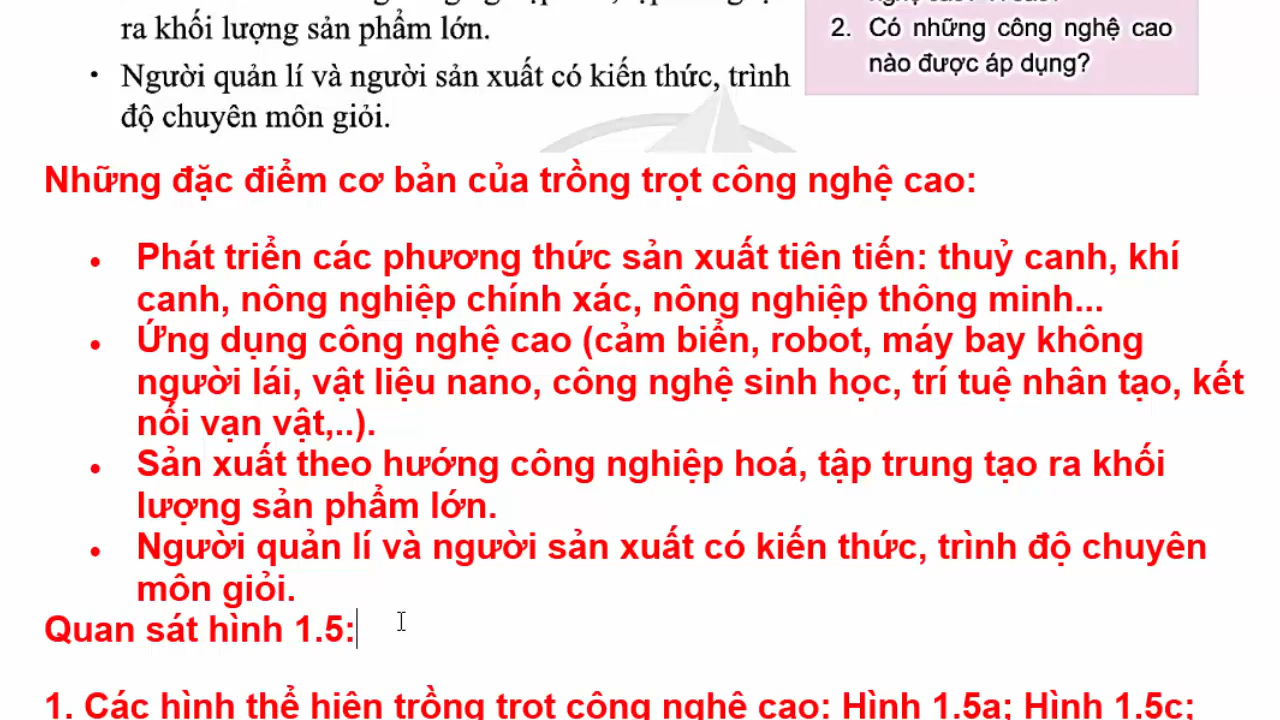 ra khối lượng sản phẩm lớn.
2. Có những công nghệ cao
nào được áp dụng?
• Người quản lí và người sản xuất có kiến thức, trình
độ chuyên môn giỏi.
Những đặc điểm cơ bản của trồng trọt công nghệ cao:
• Phát triển các phương thức sản xuất tiên tiến: thuỷ canh, khí
canh, nông nghiệp chính xác, nông nghiệp thông minh...
• Ứng dụng công nghệ cao (cảm biển, robot, máy bay không
người lái, vật liệu nano, công nghệ sinh học, trí tuệ nhân tạo, kết
nối vạn vật,..).
• Sản xuất theo hướng công nghiệp hoá, tập trung tạo ra khối
lượng sản phẩm lớn.
• Người quản lí và người sản xuất có kiến thức, trình độ chuyên
môn giỏi.
Quan sát hình 1.5:
1. Các hình thể hiện trồng trọt công nghệ cao: Hình 1.5a; Hình 1.5c;